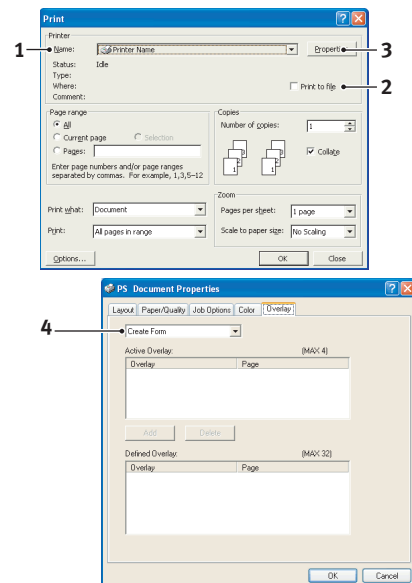 Print
Printer
1 Name: Printer Name Properti 3
Status: Idle
Type:
Where: Print to file 2
Comment:
Page range Copies
All Number of copies: 1
Current page Selection
Pages: Collate
Enter page numbers and/or page ranges
separated by commas. For example, 1,3,5–12
Zoom
Print what: Document Pages per sheet: 1 page
Print: All pages in range Scale to paper size: No Scaling
Options... OK Close
PS Document Properties
Layout Paper/Quality Job Options Color Overlay
4 Create Form
Active Overlay: (MAX 4)
Overlay Page
Add Delete
Defined Overlay: (MAX 32)
Overlay Page
OK Cancel